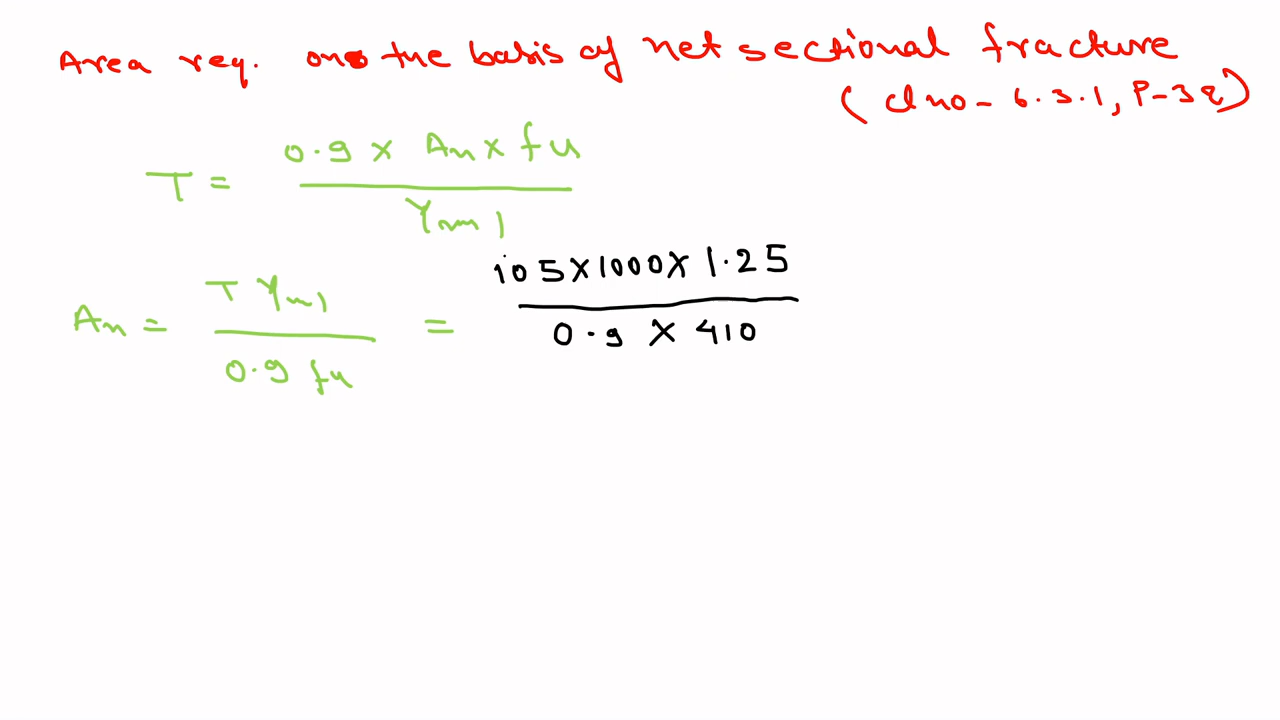 Area req. on the basis of net sectional fracture
(cl no - 6.3.1, P-32)
T = 0.9 x An x fu / γm1
An = T γm1 / 0.9 fu = 105 x 1000 x 1.25 / 0.9 x 410